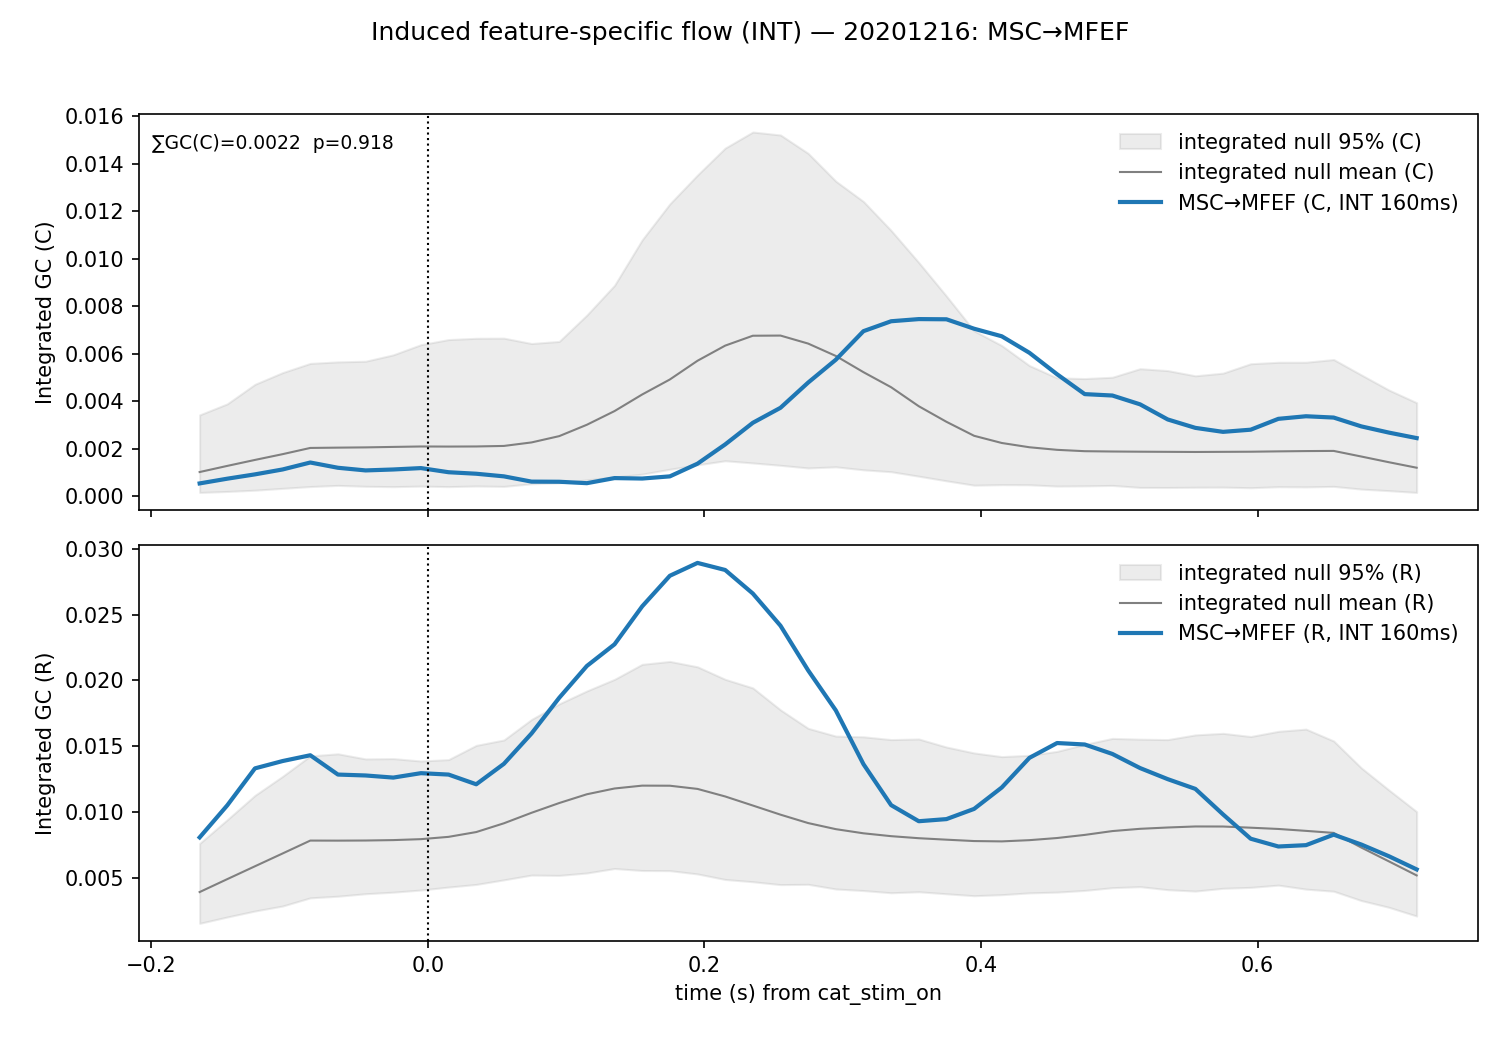 Induced feature-specific flow (INT) — 20201216: MSC→MFEF
0.016
0.014
0.012
0.010
0.008
0.006
0.004
0.002
0.000
Integrated GC (C)
∑GC(C)=0.0022 p=0.918
integrated null 95% (C)
integrated null mean (C)
MSC→MFEF (C, INT 160ms)
0.030
0.025
0.020
0.015
0.010
0.005
Integrated GC (R)
integrated null 95% (R)
integrated null mean (R)
MSC→MFEF (R, INT 160ms)
−0.2
0.0
0.2
0.4
0.6
time (s) from cat_stim_on